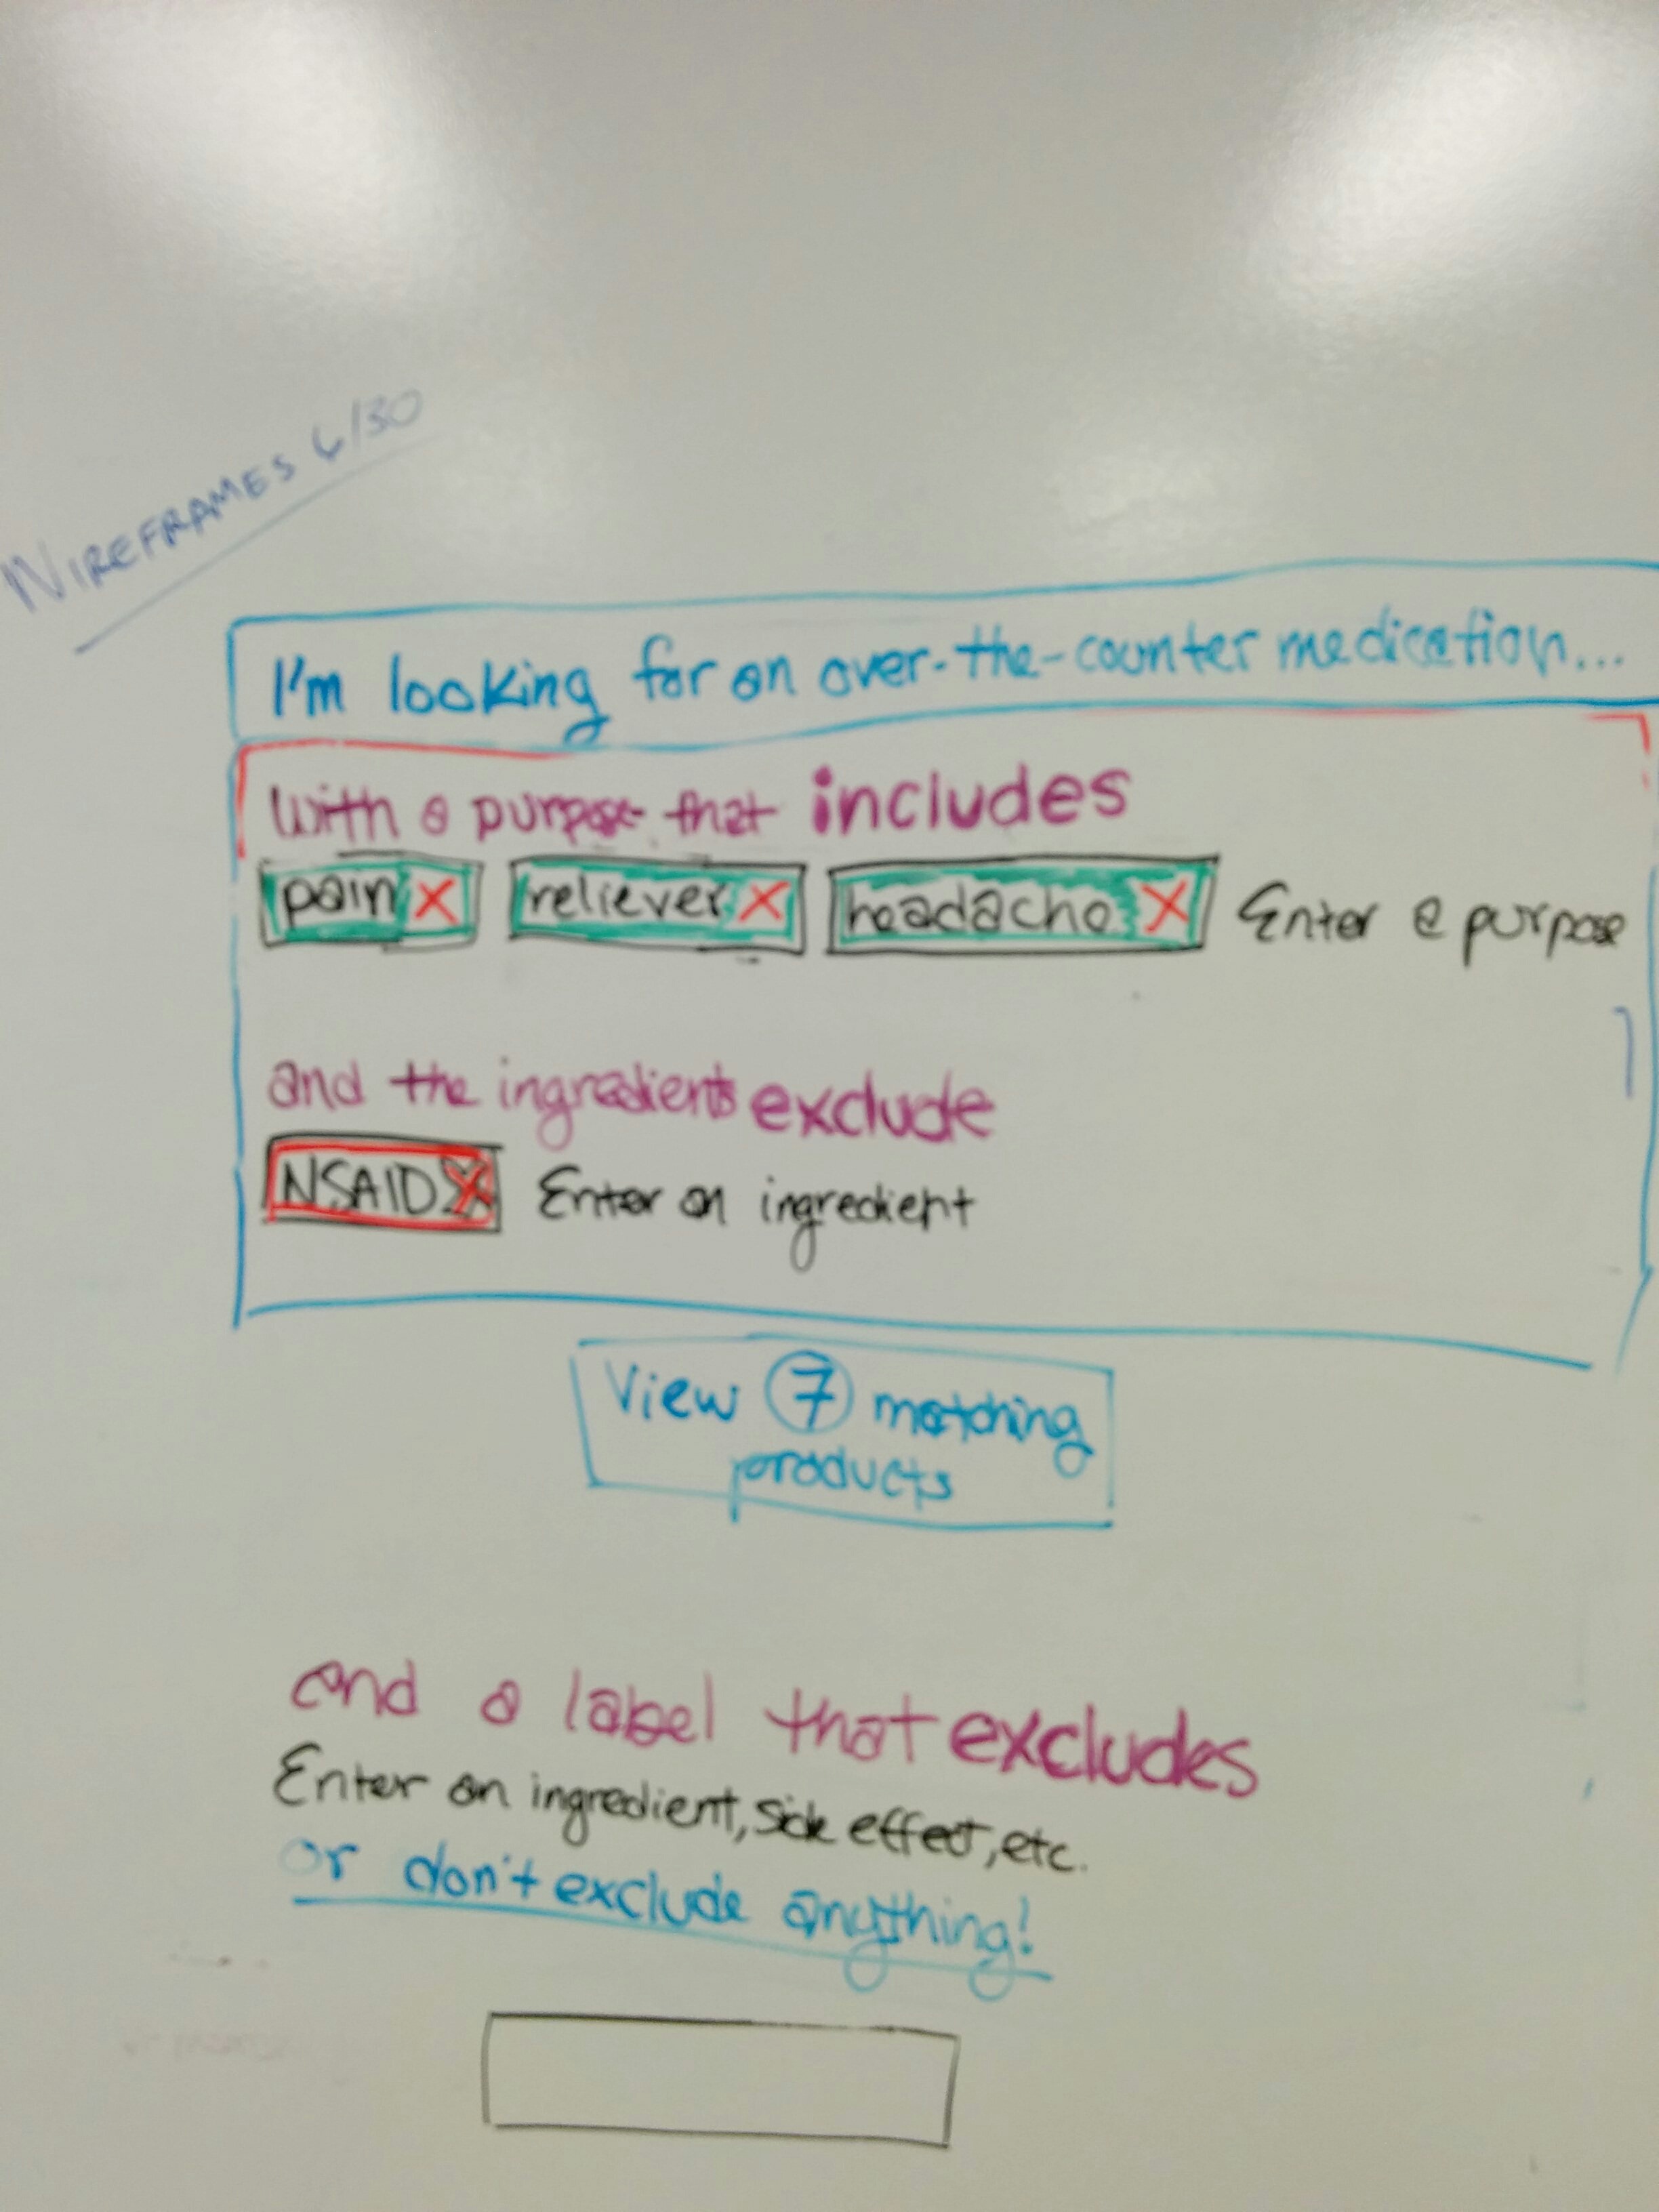 WIREFRAMES 6/30
I'm looking for an over-the-counter medication...
with a purpose that includes
pain X reliever X headache X Enter a purpose
and the ingredients exclude
NSAIDS X Enter an ingredient
View 7 matching
products
and a label that excludes
Enter an ingredient, side effect, etc.
or don't exclude anything!